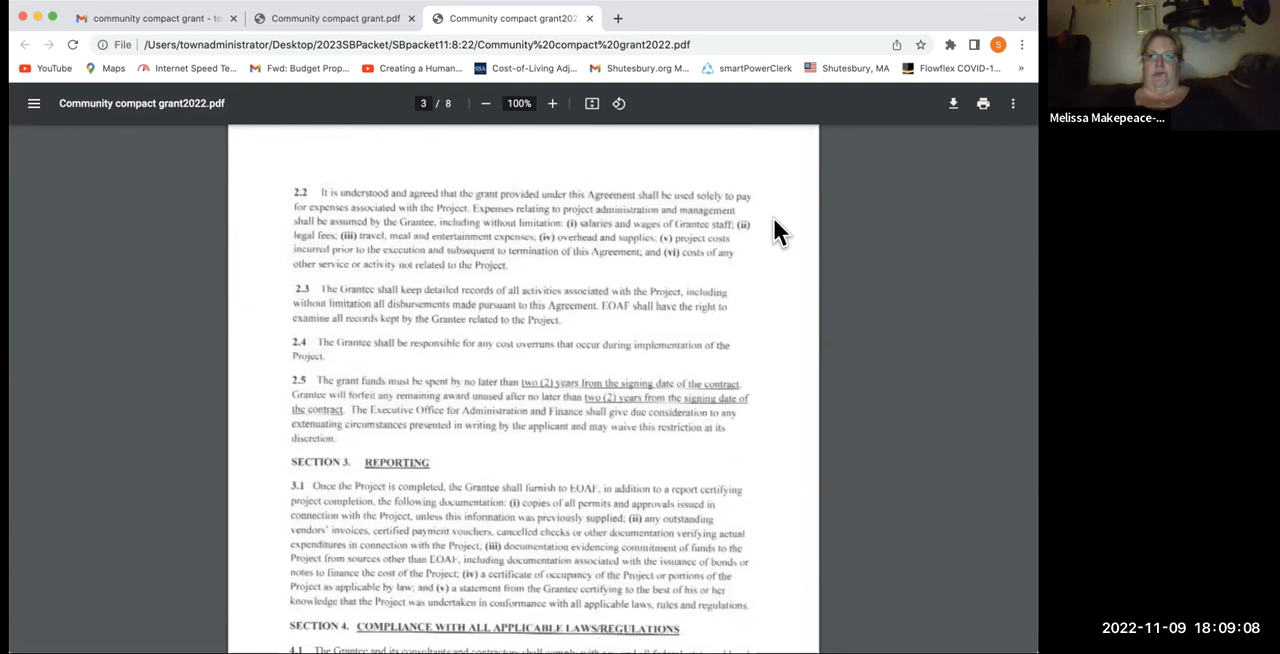 community compact grant - to
Community compact grant.pdf
Community compact grant202
File
/Users/townadministrator/Desktop/2023SBPacket/SBpacket11:8:22/Community%20compact%20grant2022.pdf
S
YouTube
Maps
Internet Speed Te...
Fwd: Budget Prop...
Creating a Human...
SSA
Cost-of-Living Adj...
Shutesbury.org M...
smartPowerClerk
Shutesbury, MA
Flowflex COVID-1...
»
Community compact grant2022.pdf
3 / 8
100%
2.2 It is understood and agreed that the grant provided under this Agreement shall be used solely to pay
for expenses associated with the Project. Expenses relating to project administration and management
shall be assumed by the Grantee, including without limitation: (i) salaries and wages of Grantee staff; (ii)
legal fees; (iii) travel, meal and entertainment expenses; (iv) overhead and supplies; (v) project costs
incurred prior to the execution and subsequent to termination of this Agreement; and (vi) costs of any
other service or activity not related to the Project.
2.3 The Grantee shall keep detailed records of all activities associated with the Project, including
without limitation all disbursements made pursuant to this Agreement. EOAF shall have the right to
examine all records kept by the Grantee related to the Project.
2.4 The Grantee shall be responsible for any cost overruns that occur during implementation of the
Project.
2.5 The grant funds must be spent by no later than two (2) years from the signing date of the contract.
Grantee will forfeit any remaining award unused after no later than two (2) years from the signing date of
the contract. The Executive Office for Administration and Finance shall give due consideration to any
extenuating circumstances presented in writing by the applicant and may waive this restriction at its
discretion.
SECTION 3. REPORTING
3.1 Once the Project is completed, the Grantee shall furnish to EOAF, in addition to a report certifying
project completion, the following documentation: (i) copies of all permits and approvals issued in
connection with the Project, unless this information was previously supplied; (ii) any outstanding
vendors' invoices, certified payment vouchers, cancelled checks or other documentation verifying actual
expenditures in connection with the Project, (iii) documentation evidencing commitment of funds to the
Project from sources other than EOAF, including documentation associated with the issuance of bonds or
notes to finance the cost of the Project; (iv) a certificate of occupancy of the Project or portions of the
Project as applicable by law; and (v) a statement from the Grantee certifying to the best of his or her
knowledge that the Project was undertaken in conformance with all applicable laws, rules and regulations.
SECTION 4. COMPLIANCE WITH ALL APPLICABLE LAWS/REGULATIONS
4.1 The Grantee and its consultants and contractors shall comply with
Melissa Makepeace-...
2022-11-09 18:09:08